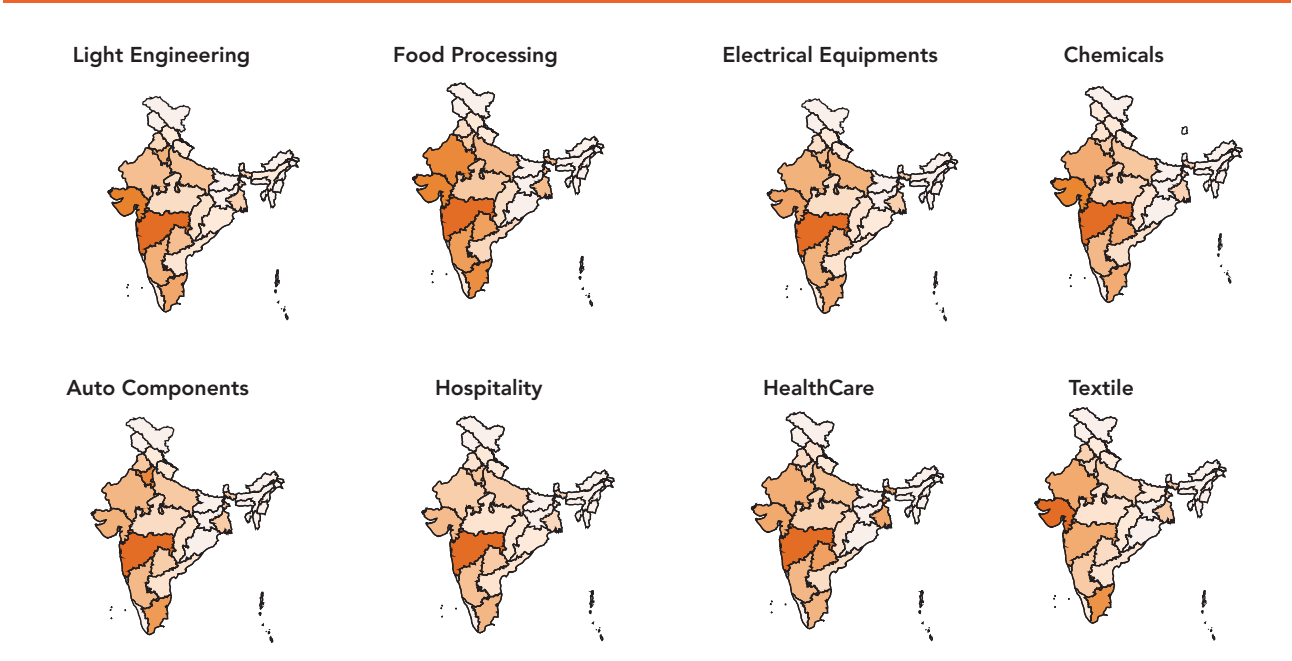 Light Engineering
Food Processing
Electrical Equipments
Chemicals
Auto Components
Hospitality
HealthCare
Textile